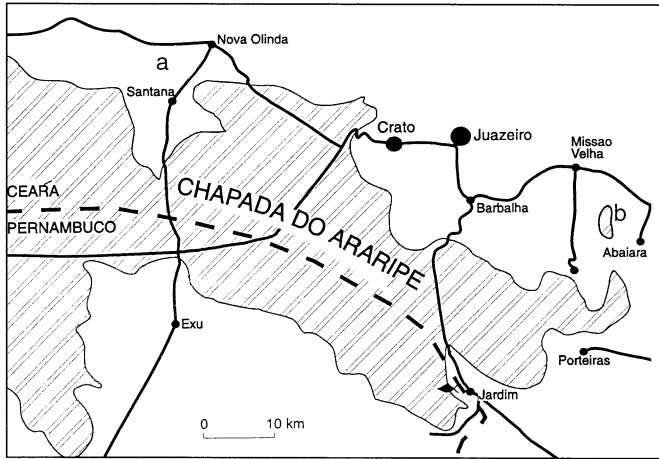 Nova Olinda
a
Santana
Crato
Juazeiro
Missao
Velha
CEARÁ
PERNAMBUCO
CHAPADA DO ARARIPE
Barbalha
b
Abaiara
Exu
Porteiras
Jardim
0 10 km